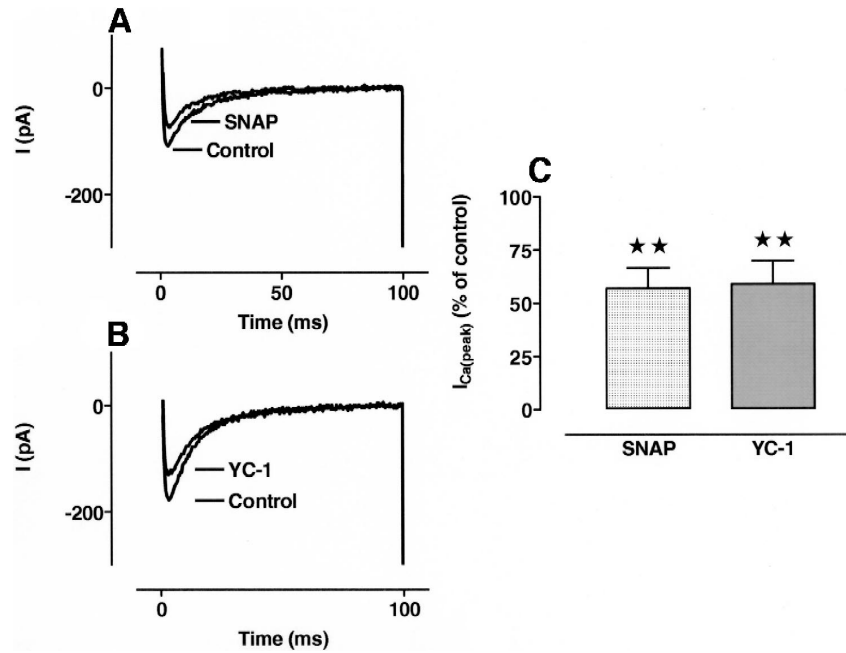 A
I (pA)
0
-200
SNAP
Control
0 50 100
Time (ms)
B
I (pA)
0
-200
YC-1
Control
0 100
Time (ms)
C
I Ca(peak) (% of control)
100
75
50
25
0
★★ ★★
SNAP YC-1